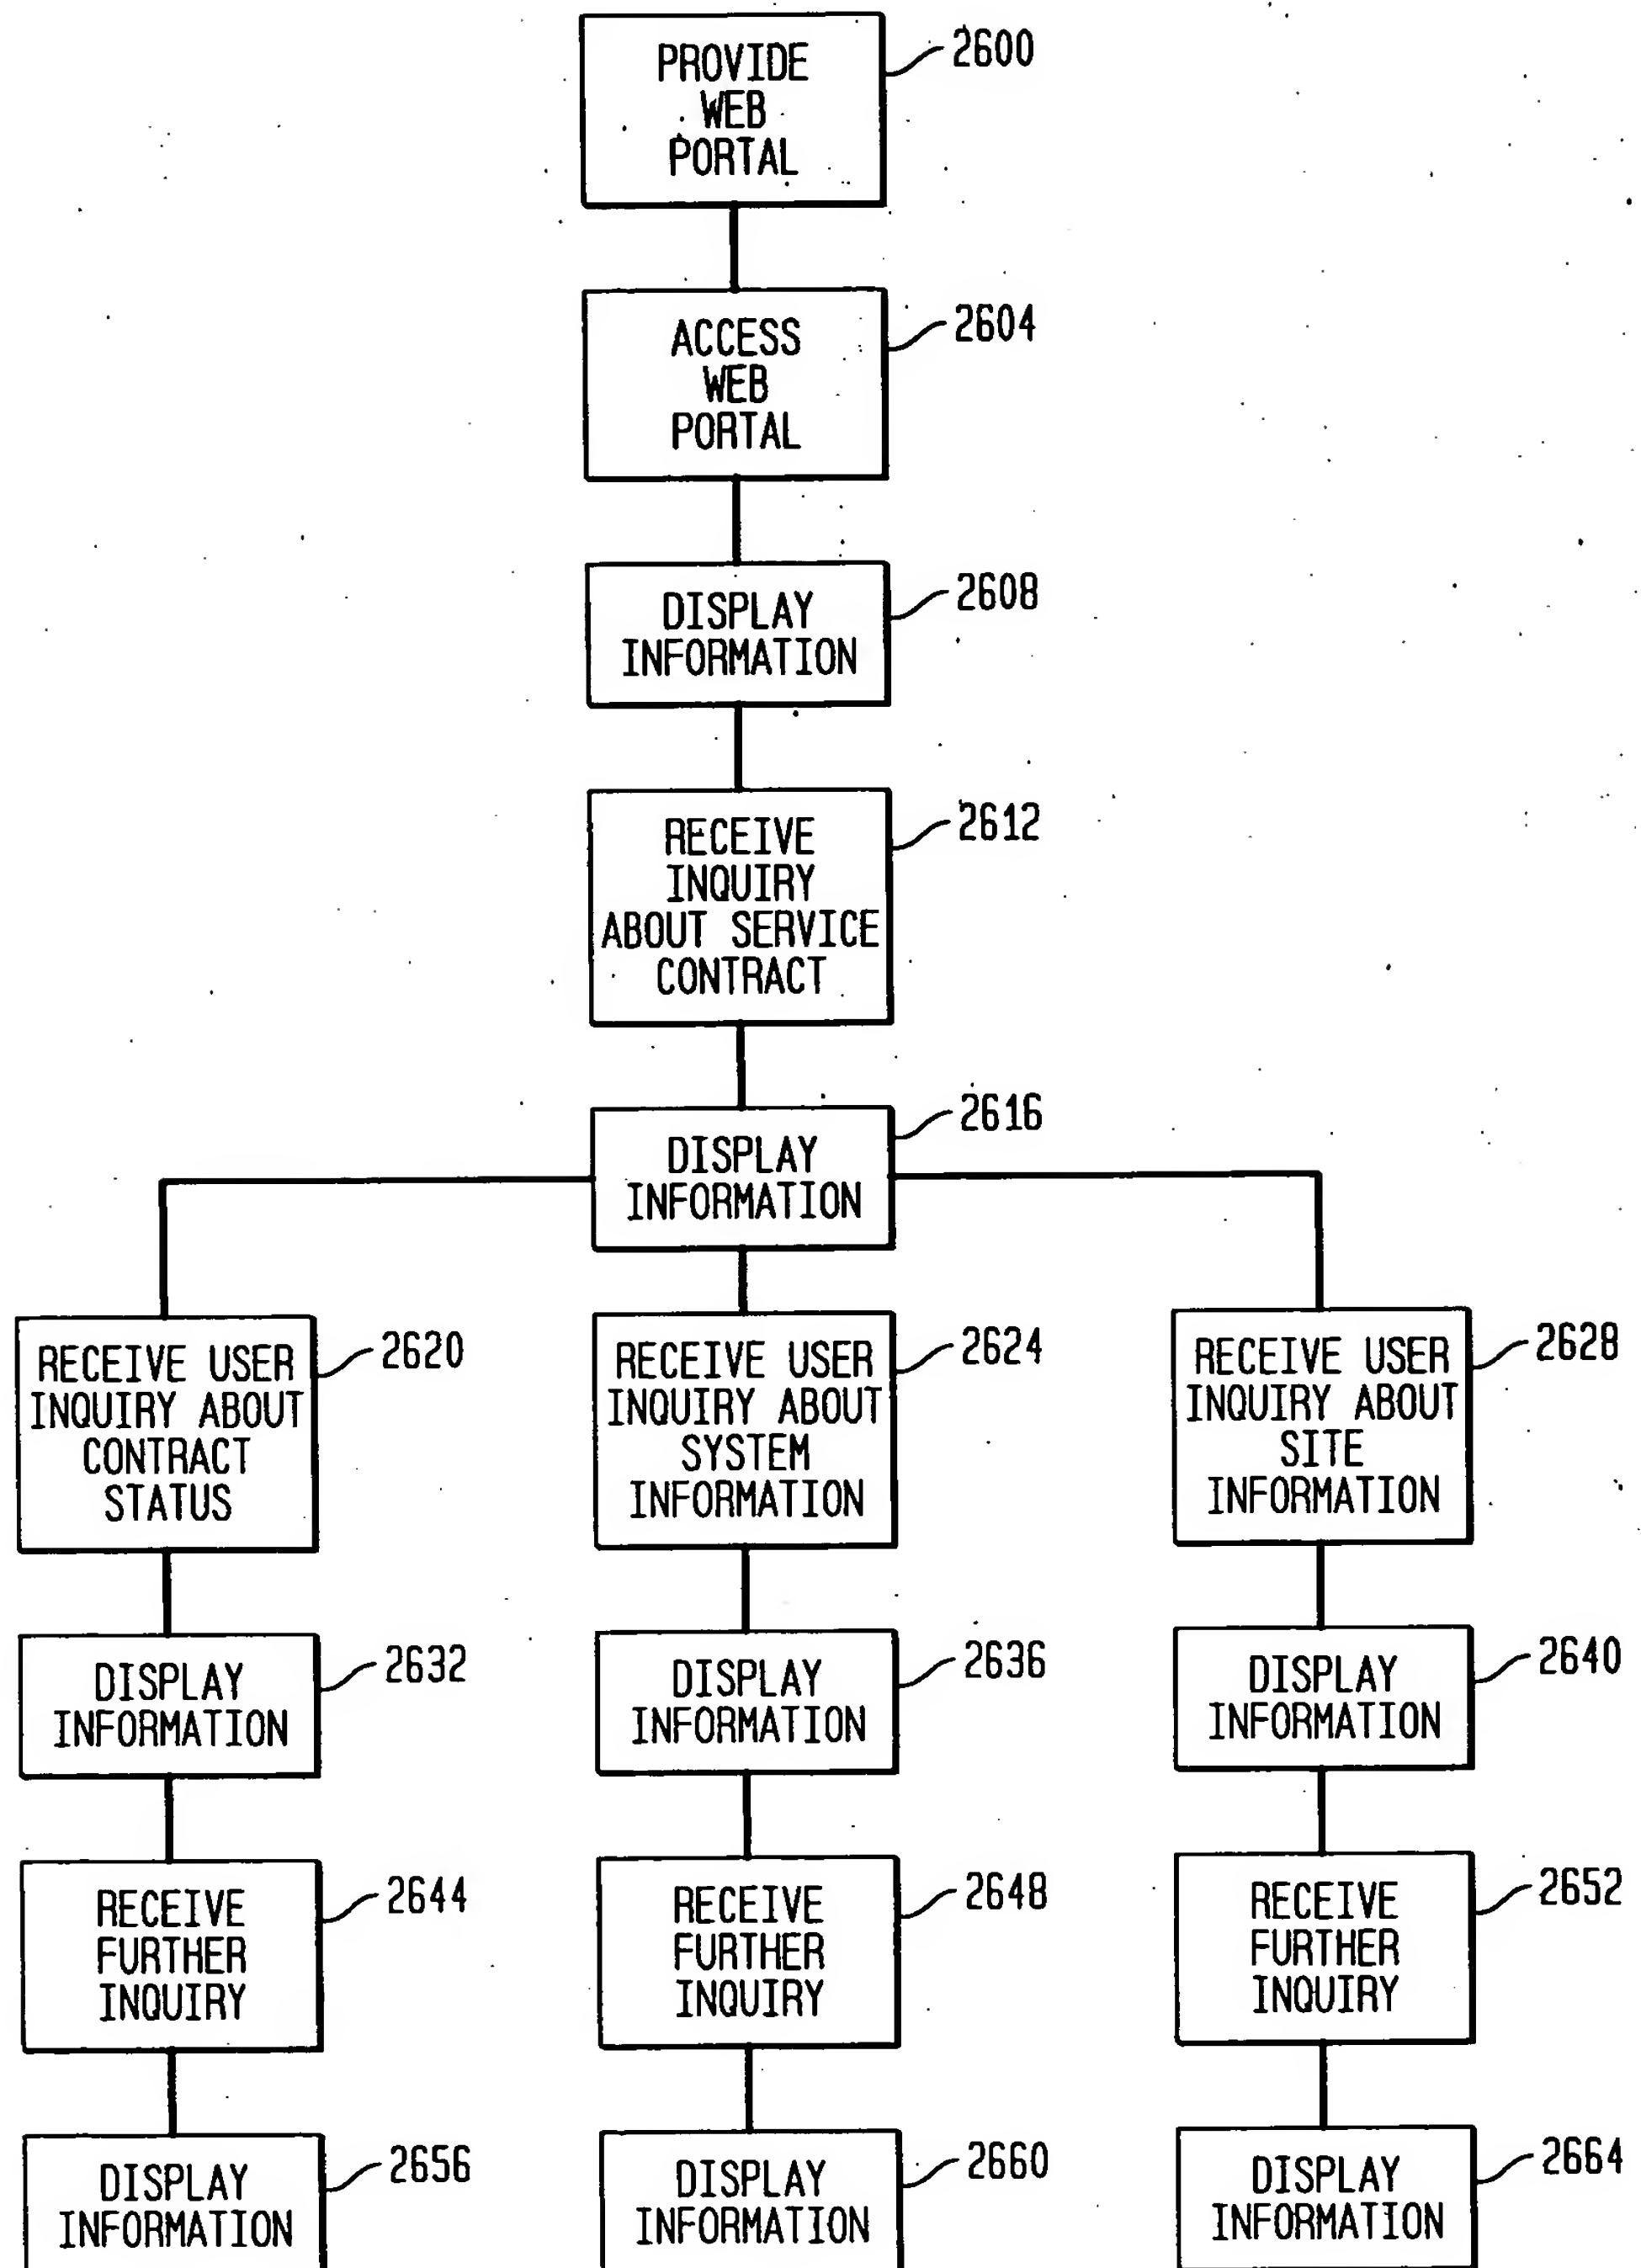 PROVIDE
WEB
PORTAL
2600
ACCESS
WEB
PORTAL
2604
DISPLAY
INFORMATION
2608
RECEIVE
INQUIRY
ABOUT SERVICE
CONTRACT
2612
DISPLAY
INFORMATION
2616
RECEIVE USER
INQUIRY ABOUT
CONTRACT
STATUS
2620
RECEIVE USER
INQUIRY ABOUT
SYSTEM
INFORMATION
2624
RECEIVE USER
INQUIRY ABOUT
SITE
INFORMATION
2628
DISPLAY
INFORMATION
2632
DISPLAY
INFORMATION
2636
DISPLAY
INFORMATION
2640
RECEIVE
FURTHER
INQUIRY
2644
RECEIVE
FURTHER
INQUIRY
2648
RECEIVE
FURTHER
INQUIRY
2652
DISPLAY
INFORMATION
2656
DISPLAY
INFORMATION
2660
DISPLAY
INFORMATION
2664